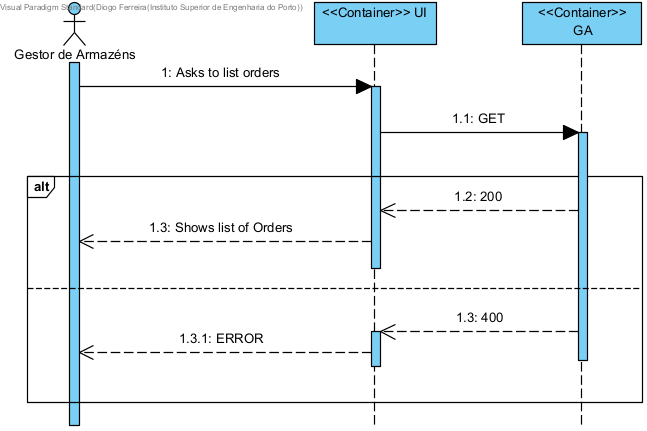 Visual Paradigm Standard(Diogo Ferreira(Instituto Superior de Engenharia do Porto))
<<Container>> UI
<<Container>>
GA
Gestor de Armazéns
1: Asks to list orders
1.1: GET
alt
1.2: 200
1.3: Shows list of Orders
1.3: 400
1.3.1: ERROR